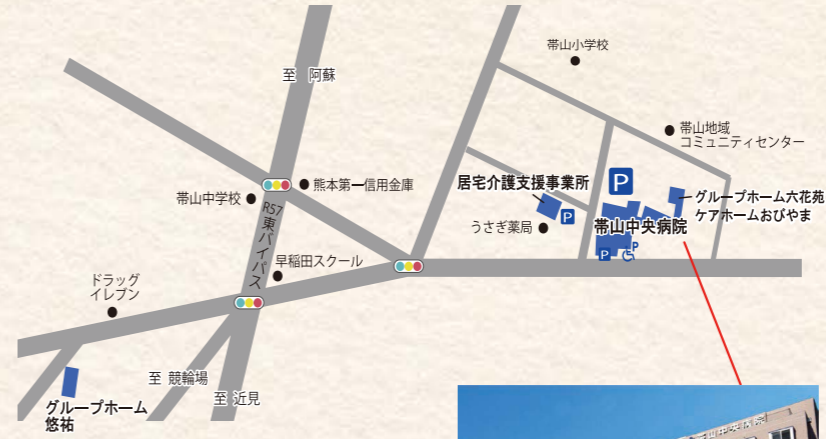 帯山小学校
至 阿蘇
帯山地域
コミュニティセンター
居宅介護支援事業所
P
熊本第一信用金庫
帯山中学校
グループホーム六花苑
ケアホームおびやま
P
うさぎ薬局
帯山中央病院
R57
東バイパス
P
P
早稲田スクール
ドラッグ
イレブン
至 競輪場
至 近見
グループホーム
悠祐
山中央病院